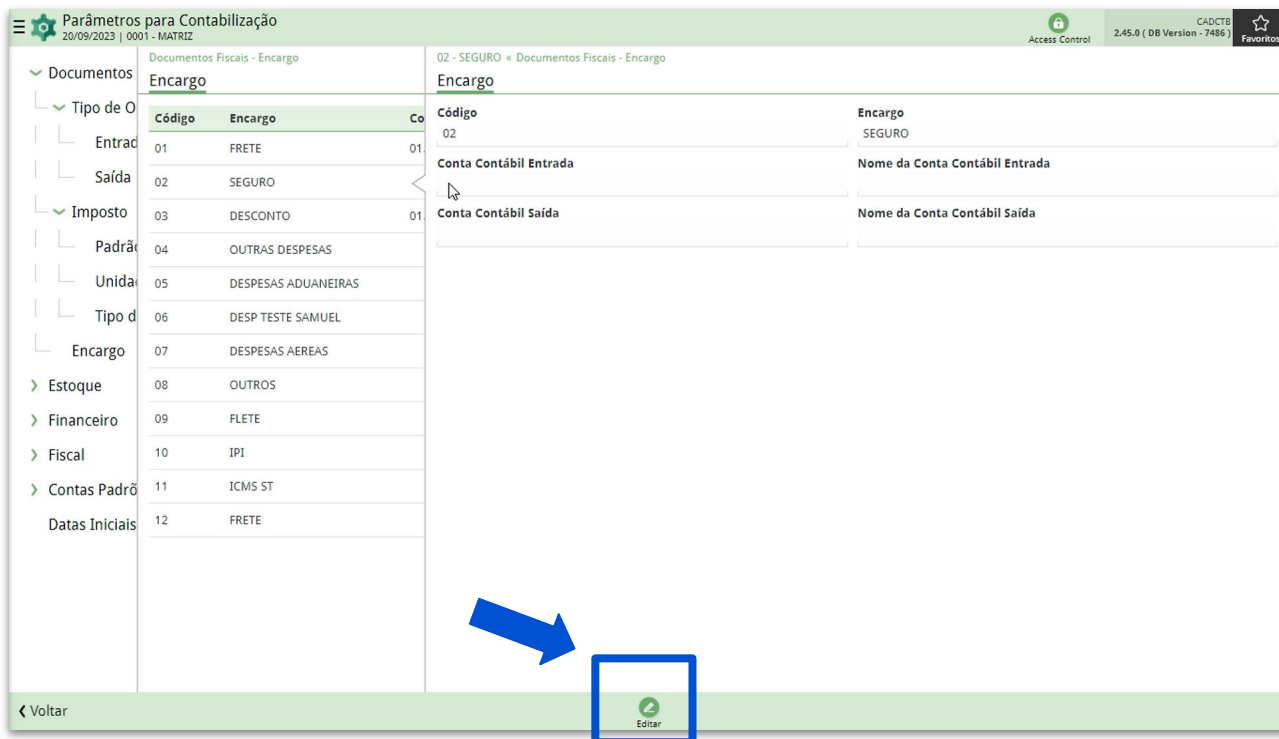 Parâmetros para Contabilização
20/09/2023 | 0001 - MATRIZ
Access Control
CADCTB
2.45.0 ( DB Version - 7486 )
Favoritos
Documentos
Tipo de O
Entrad
Saída
Imposto
Padrão
Unida
Tipo d
Encargo
Estoque
Financeiro
Fiscal
Contas Padrõ
Datas Iniciais
Documentos Fiscais - Encargo
Encargo
Código Encargo Co
01 FRETE 01.
02 SEGURO
03 DESCONTO 01.
04 OUTRAS DESPESAS
05 DESPESAS ADUANEIRAS
06 DESP TESTE SAMUEL
07 DESPESAS AEREAS
08 OUTROS
09 FLETE
10 IPI
11 ICMS ST
12 FRETE
02 - SEGURO « Documentos Fiscais - Encargo
Encargo
Código Encargo
02 SEGURO
Conta Contábil Entrada Nome da Conta Contábil Entrada
Conta Contábil Saída Nome da Conta Contábil Saída
Voltar
Editar